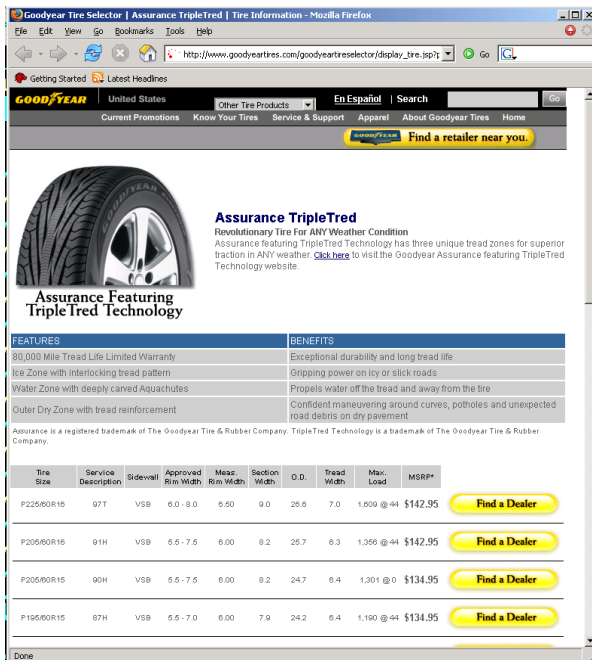 Goodyear Tire Selector | Assurance TripleTred | Tire Information - Mozilla Firefox
File Edit View Go Bookmarks Tools Help
http://www.goodyeartires.com/goodyeartireselector/display_tire.jsp?p Go G
Getting Started Latest Headlines
GOODYEAR United States Other Tire Products En Español | Search Go
Current Promotions Know Your Tires Service & Support Apparel About Goodyear Tires Home
GOODYEAR Find a retailer near you.
GOODYEAR
Assurance TripleTred
Revolutionary Tire For ANY Weather Condition
Assurance featuring TripleTred Technology has three unique tread zones for superior
traction in ANY weather. Click here to visit the Goodyear Assurance featuring TripleTred
Technology website.
Assurance Featuring
TripleTred Technology
FEATURES BENEFITS
80,000 Mile Tread Life Limited Warranty Exceptional durability and long tread life
Ice Zone with interlocking tread pattern Gripping power on icy or slick roads
Water Zone with deeply carved Aquachutes Propels water off the tread and away from the tire
Outer Dry Zone with tread reinforcement Confident maneuvering around curves, potholes and unexpected
road debris on dry pavement
Assurance is a registered trademark of The Goodyear Tire & Rubber Company. TripleTred Technology is a trademark of The Goodyear Tire & Rubber
Company.
Tire Size Service Description Sidewall Approved Rim Width Meas. Rim Width Section Width O.D. Tread Width Max. Load MSRP*
P225/60R16 97T VSB 6.0 - 8.0 6.50 9.0 26.6 7.0 1,609 @ 44 $142.95 Find a Dealer
P205/60R16 91H VSB 5.5 - 7.5 6.00 8.2 25.7 6.3 1,356 @ 44 $142.95 Find a Dealer
P205/60R15 90H VSB 5.5 - 7.5 6.00 8.2 24.7 6.4 1,301 @ 0 $134.95 Find a Dealer
P195/60R15 87H VSB 5.5 - 7.0 6.00 7.9 24.2 6.4 1,190 @ 44 $134.95 Find a Dealer
Done